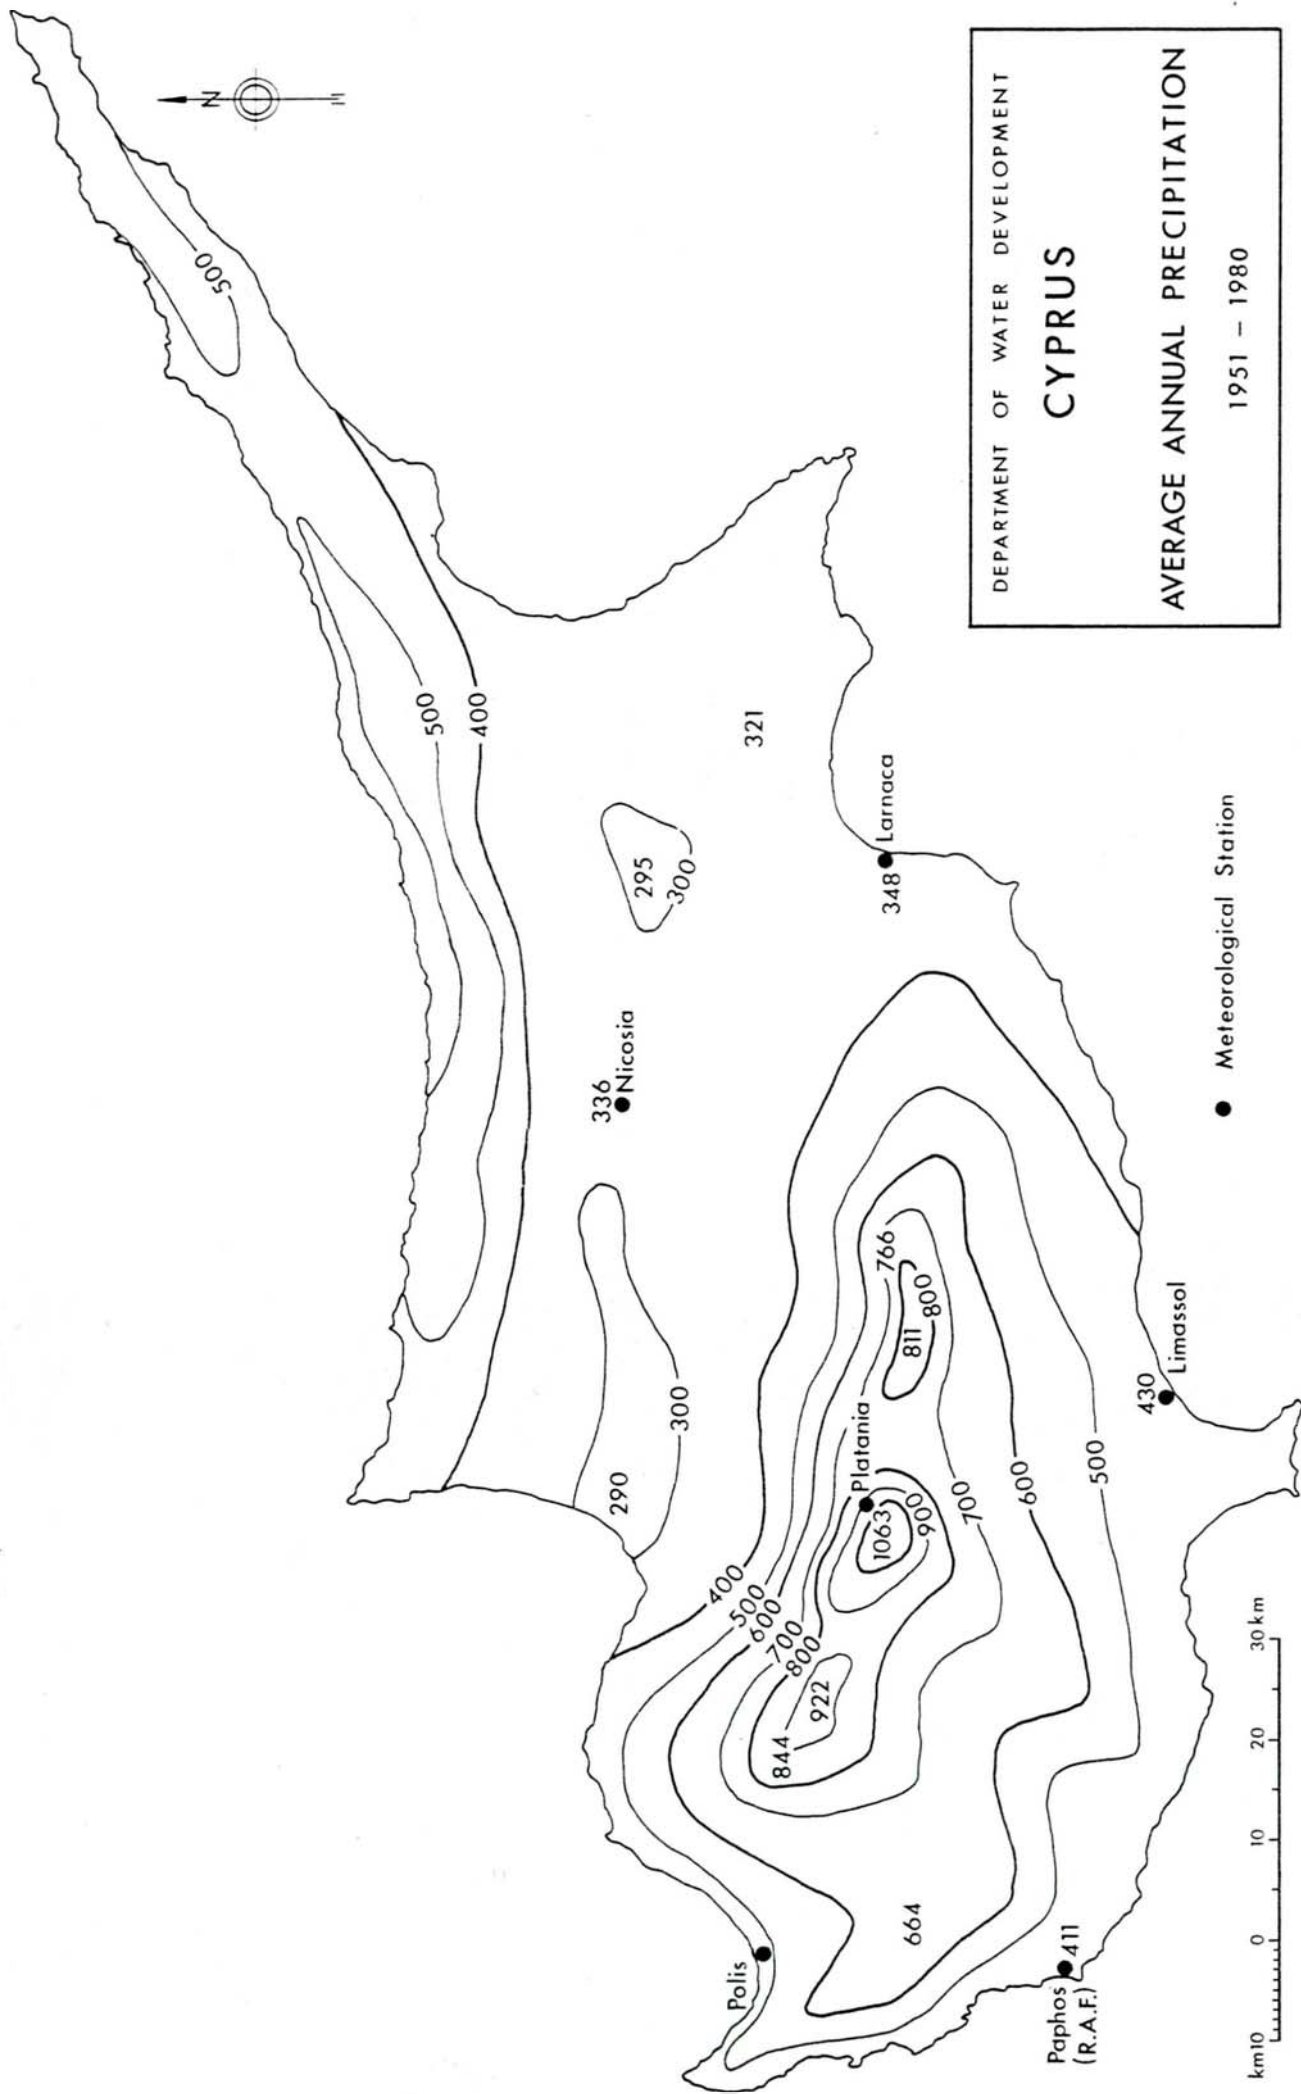 N
500
500
400
321
295
300
336
Nicosia
348
Larnaca
290
300
400
500
600
700
800
844
922
766
811
800
Platania
1063
900
700
600
500
664
Polis
Paphos
(R.A.F.)
411
430
Limassol
Meteorological Station
km10 0 10 20 30 km
DEPARTMENT OF WATER DEVELOPMENT
CYPRUS
AVERAGE ANNUAL PRECIPITATION
1951 – 1980